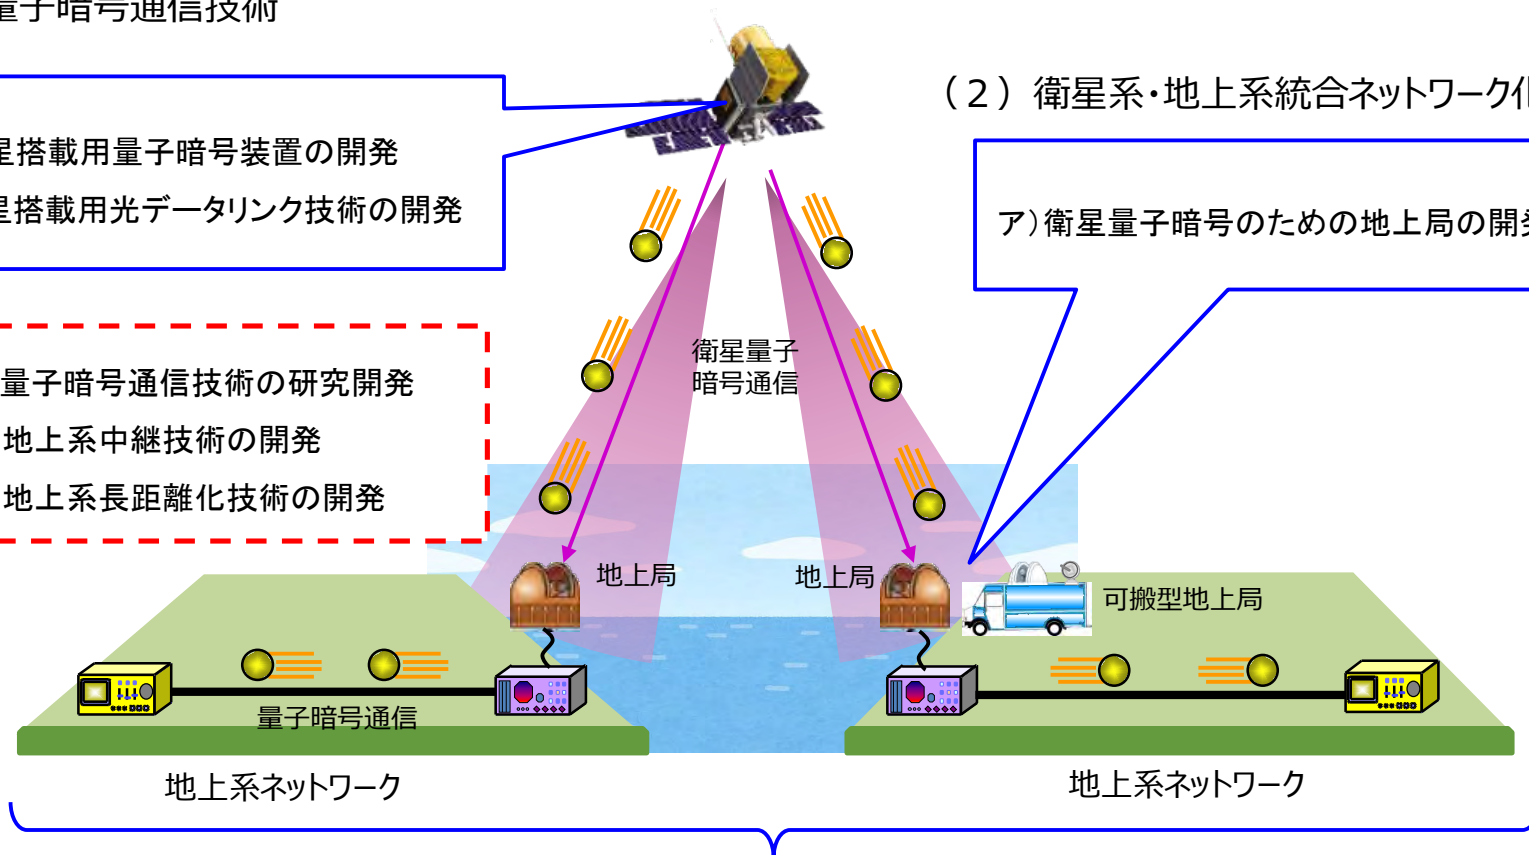 量子暗号通信技術
（２）衛星系・地上系統合ネットワーク化
星搭載用量子暗号装置の開発
星搭載用光データリンク技術の開発
ア）衛星量子暗号のための地上局の開発
量子暗号通信技術の研究開発
地上系中継技術の開発
地上系長距離化技術の開発
衛星量子
暗号通信
地上局
地上局
可搬型地上局
量子暗号通信
地上系ネットワーク
地上系ネットワーク